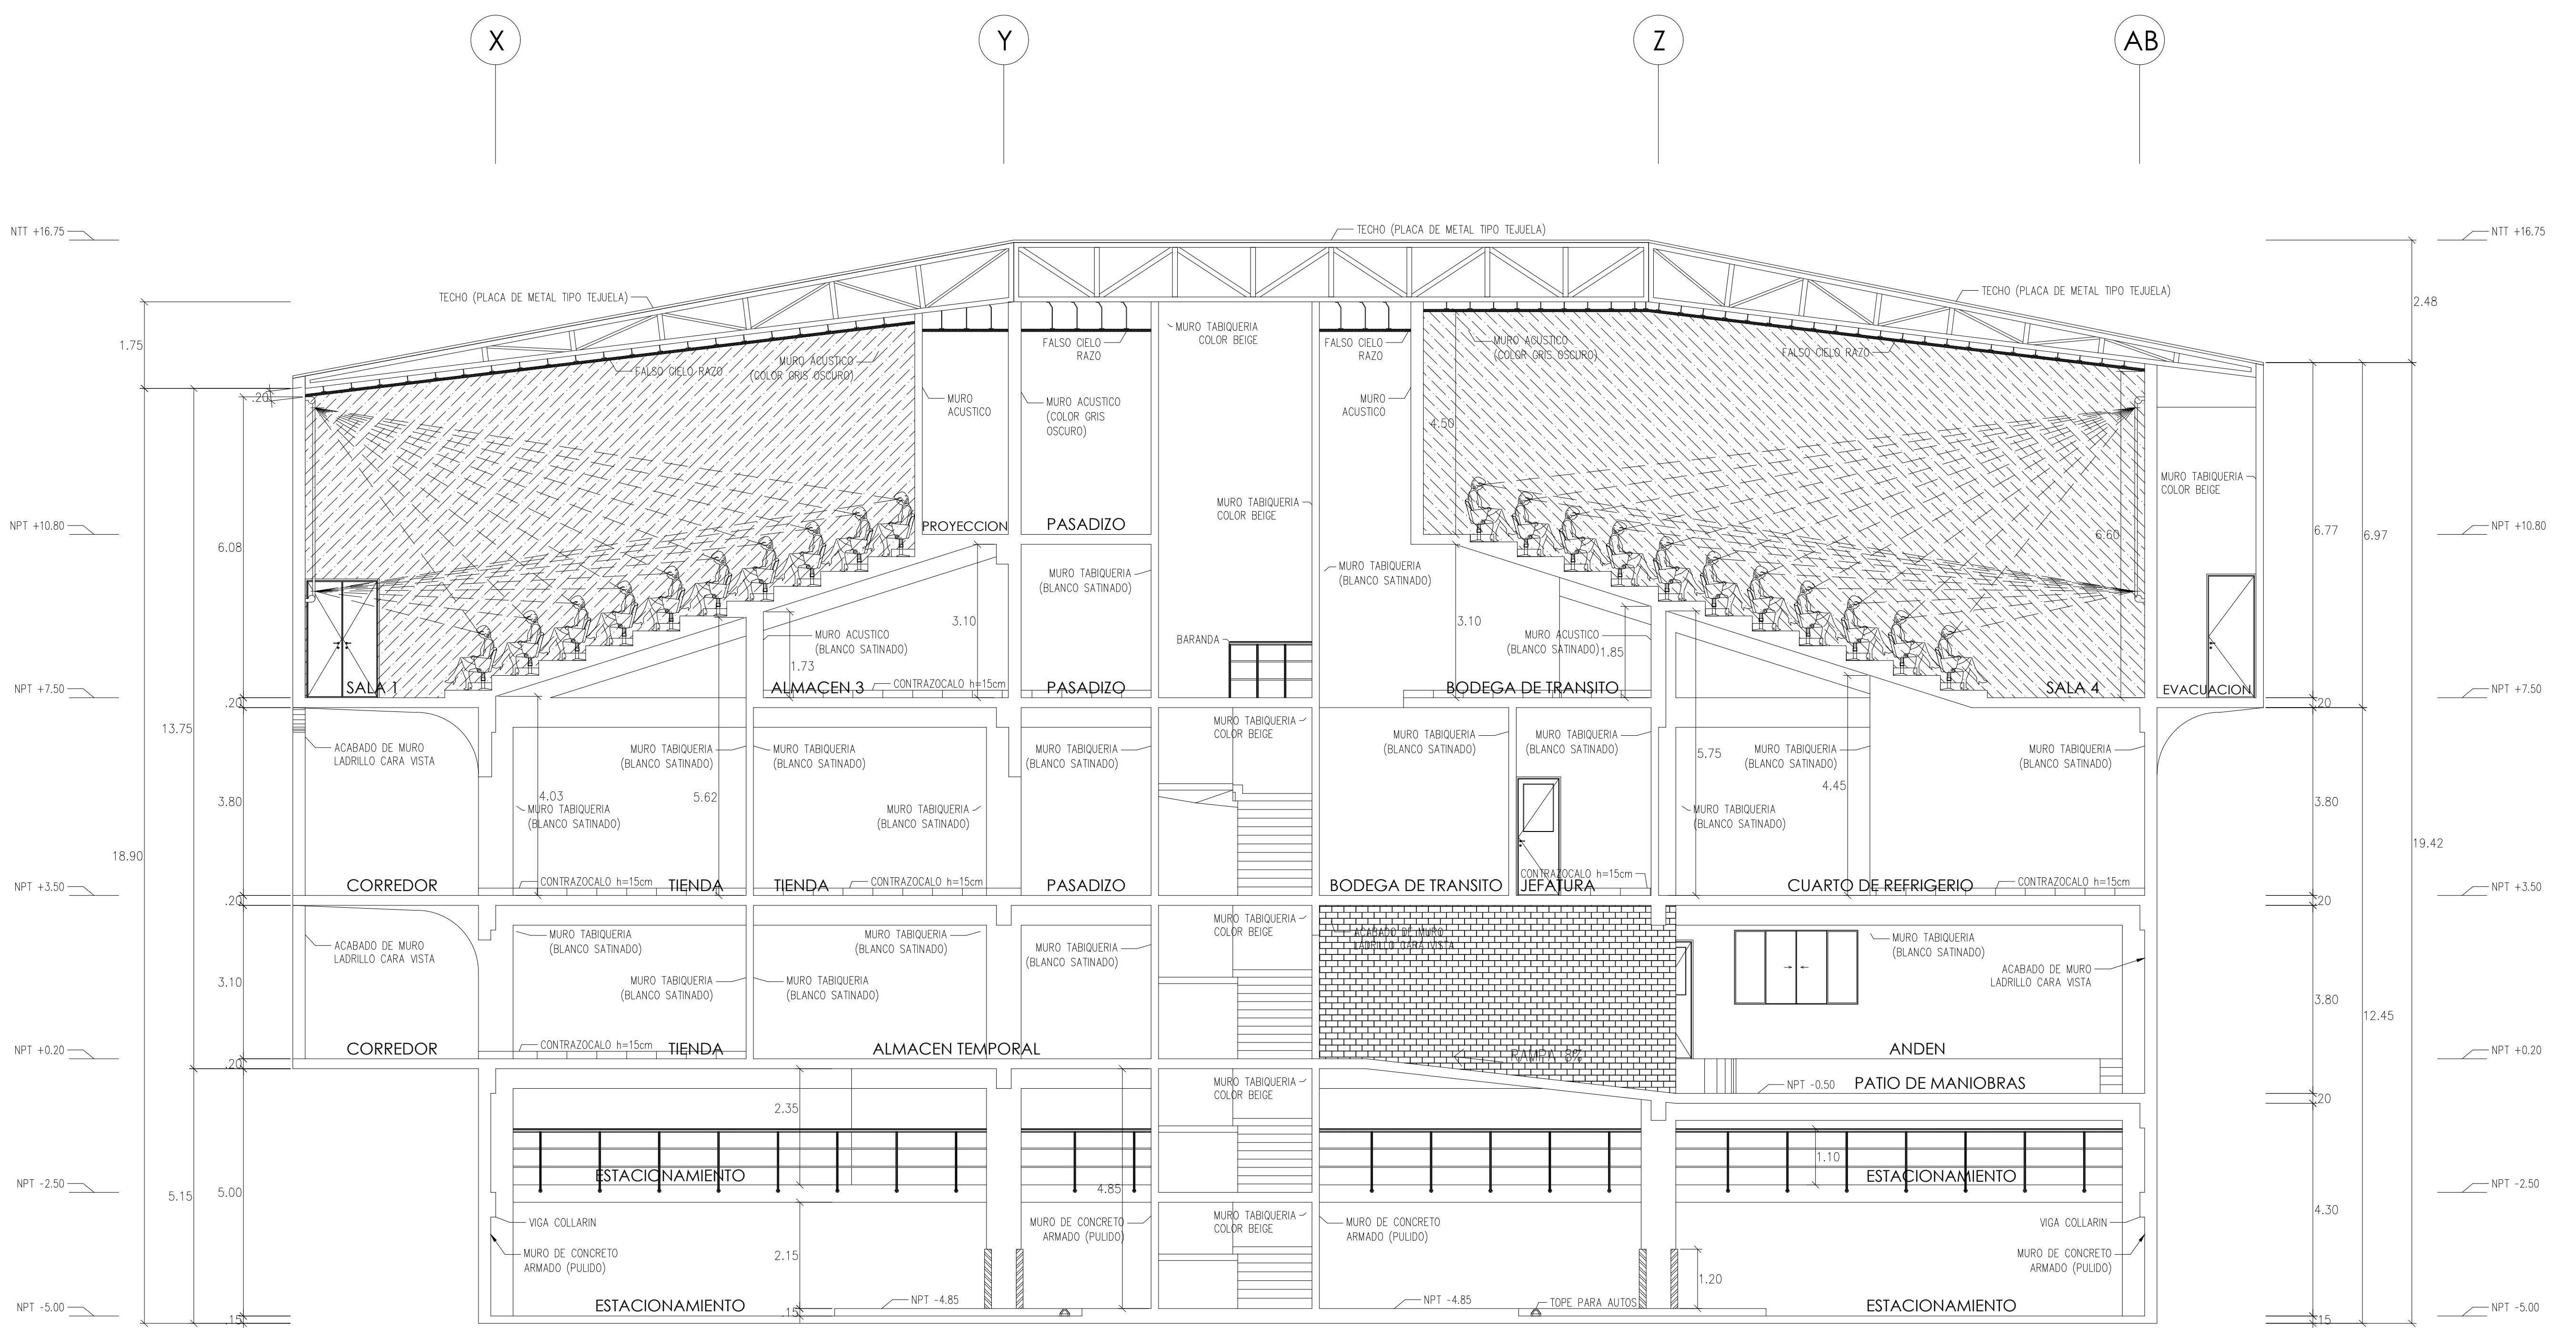 X
Y
Z
AB
NTT +16.75
TECHO (PLACA DE METAL TIPO TEJUELA)
NTT +16.75
TECHO (PLACA DE METAL TIPO TEJUELA)
TECHO (PLACA DE METAL TIPO TEJUELA)
2.48
1.75
MURO TABIQUERIA
COLOR BEIGE
FALSO CIELO
RAZO
FALSO CIELO
RAZO
MURO ACUSTICO
(COLOR GRIS OSCURO)
FALSO CIELO RAZO
MURO ACUSTICO
(COLOR GRIS OSCURO)
FALSO CIELO RAZO
.20
MURO
ACUSTICO
MURO ACUSTICO
(COLOR GRIS
OSCURO)
MURO
ACUSTICO
4.50
MURO TABIQUERIA
COLOR BEIGE
MURO TABIQUERIA
COLOR BEIGE
NPT +10.80
PROYECCION
PASADIZO
NPT +10.80
6.08
6.60
6.77
6.97
MURO TABIQUERIA
(BLANCO SATINADO)
MURO TABIQUERIA
(BLANCO SATINADO)
3.10
3.10
MURO ACUSTICO
(BLANCO SATINADO)
1.73
BARANDA
MURO ACUSTICO
(BLANCO SATINADO)
1.85
NPT +7.50
SALA 1
ALMACEN 3
CONTRAZOCALO h=15cm
PASADIZO
BODEGA DE TRANSITO
SALA 4
EVACUACION
NPT +7.50
.20
.20
13.75
ACABADO DE MURO
LADRILLO CARA VISTA
MURO TABIQUERIA
(BLANCO SATINADO)
MURO TABIQUERIA
(BLANCO SATINADO)
MURO TABIQUERIA
(BLANCO SATINADO)
MURO TABIQUERIA
COLOR BEIGE
MURO TABIQUERIA
(BLANCO SATINADO)
MURO TABIQUERIA
(BLANCO SATINADO)
5.75
MURO TABIQUERIA
(BLANCO SATINADO)
MURO TABIQUERIA
(BLANCO SATINADO)
4.45
3.80
4.03
MURO TABIQUERIA
(BLANCO SATINADO)
5.62
MURO TABIQUERIA
(BLANCO SATINADO)
MURO TABIQUERIA
(BLANCO SATINADO)
3.80
18.90
19.42
NPT +3.50
CORREDOR
CONTRAZOCALO h=15cm
TIENDA
TIENDA
CONTRAZOCALO h=15cm
PASADIZO
BODEGA DE TRANSITO
JEFATURA
CONTRAZOCALO h=15cm
CUARTO DE REFRIGERIO
CONTRAZOCALO h=15cm
NPT +3.50
.20
.20
ACABADO DE MURO
LADRILLO CARA VISTA
MURO TABIQUERIA
(BLANCO SATINADO)
MURO TABIQUERIA
(BLANCO SATINADO)
MURO TABIQUERIA
(BLANCO SATINADO)
MURO TABIQUERIA
COLOR BEIGE
ACABADO DE MURO
LADRILLO CARA VISTA
MURO TABIQUERIA
(BLANCO SATINADO)
ACABADO DE MURO
LADRILLO CARA VISTA
3.10
MURO TABIQUERIA
(BLANCO SATINADO)
MURO TABIQUERIA
(BLANCO SATINADO)
3.80
12.45
NPT +0.20
CORREDOR
CONTRAZOCALO h=15cm
TIENDA
ALMACEN TEMPORAL
RAMPA 8%
ANDEN
NPT +0.20
.20
MURO TABIQUERIA
COLOR BEIGE
NPT -0.50
PATIO DE MANIOBRAS
.20
2.35
1.10
NPT -2.50
ESTACIONAMIENTO
ESTACIONAMIENTO
NPT -2.50
5.15
5.00
4.85
4.30
VIGA COLLARIN
MURO DE CONCRETO
ARMADO (PULIDO)
MURO TABIQUERIA
COLOR BEIGE
MURO DE CONCRETO
ARMADO (PULIDO)
VIGA COLLARIN
MURO DE CONCRETO
ARMADO (PULIDO)
2.15
MURO DE CONCRETO
ARMADO (PULIDO)
1.20
NPT -5.00
ESTACIONAMIENTO
NPT -4.85
NPT -4.85
TOPE PARA AUTOS
ESTACIONAMIENTO
NPT -5.00
.15
.15
.15